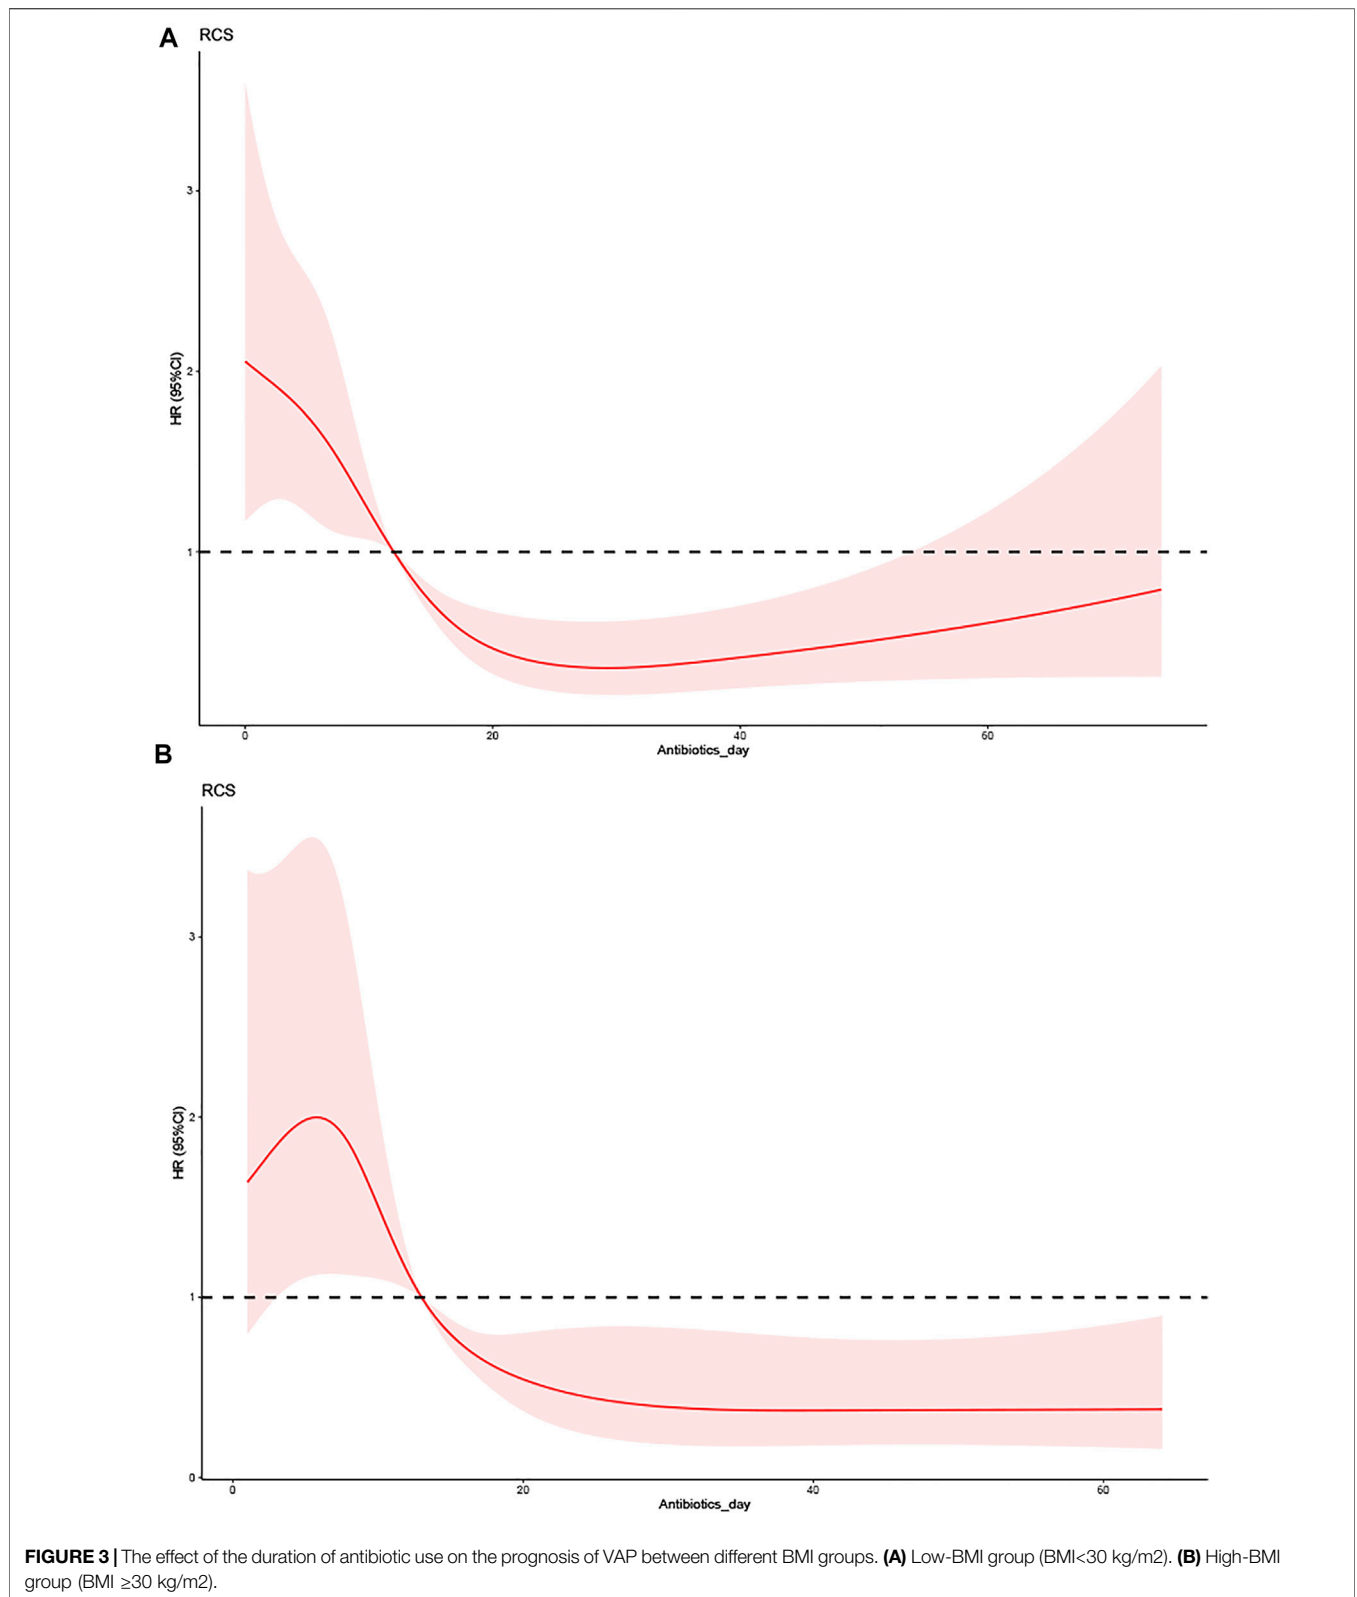 A
RCS
3
2
1
HR (95%CI)
0
20
40
60
Antibiotics_day
B
RCS
3
2
1
0
HR (95%CI)
0
20
40
60
Antibiotics_day
FIGURE 3 | The effect of the duration of antibiotic use on the prognosis of VAP between different BMI groups. (A) Low-BMI group (BMI<30 kg/m2). (B) High-BMI
group (BMI ≥30 kg/m2).